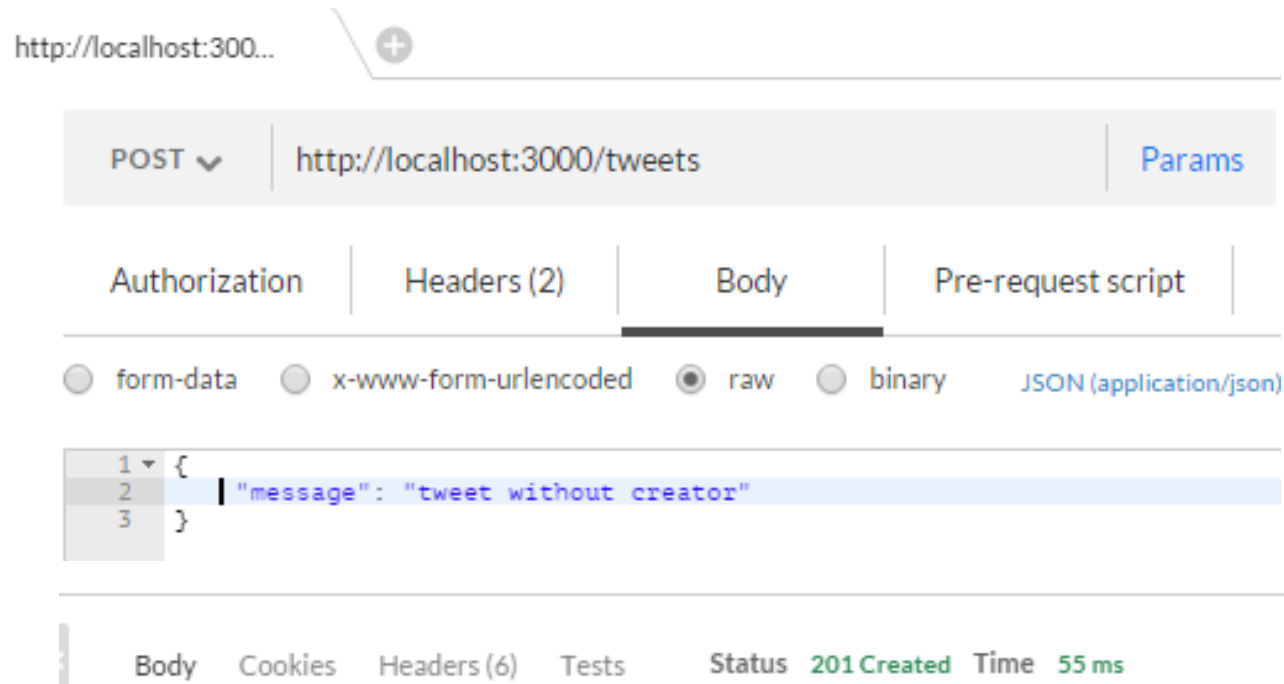 http://localhost:300...
POST http://localhost:3000/tweets Params
Authorization Headers (2) Body Pre-request script
form-data x-www-form-urlencoded raw binary JSON (application/json)
1 {
2 "message": "tweet without creator"
3 }
Body Cookies Headers (6) Tests Status 201 Created Time 55 ms